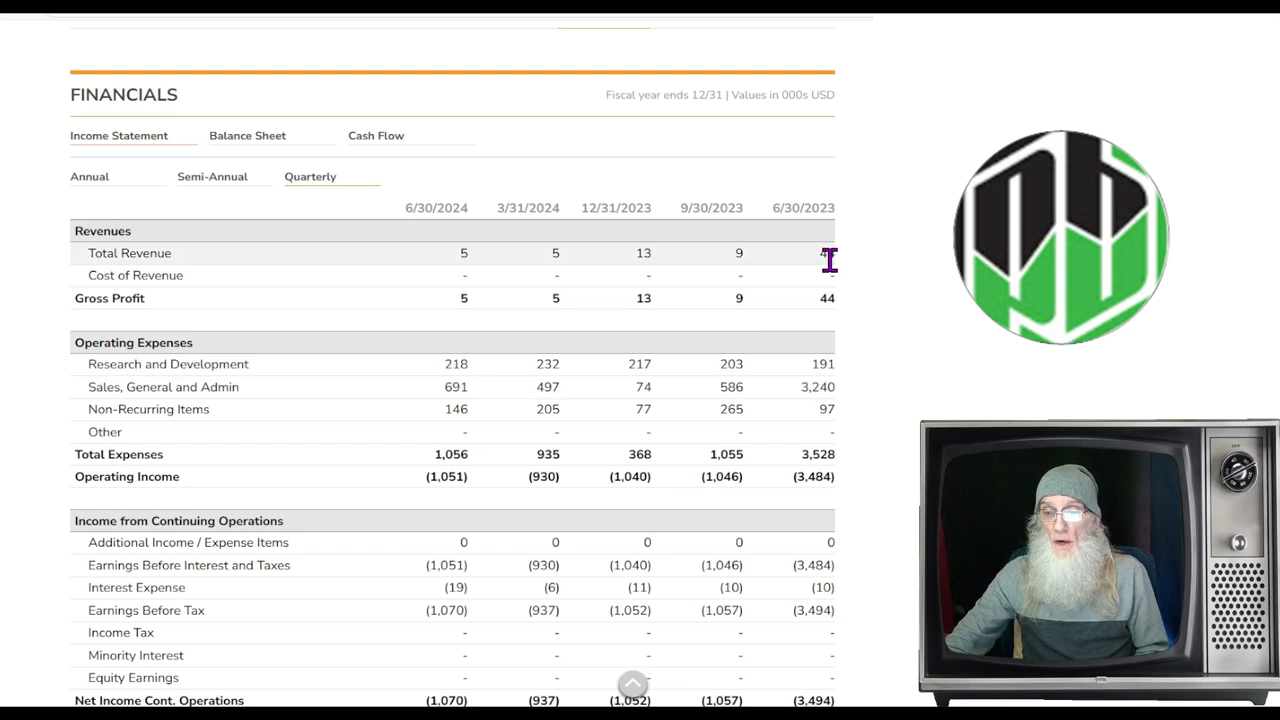 FINANCIALS
Fiscal year ends 12/31 | Values in 000s USD
Income Statement Balance Sheet Cash Flow
Annual Semi-Annual Quarterly
6/30/2024 3/31/2024 12/31/2023 9/30/2023 6/30/2023
Revenues
Total Revenue 5 5 13 9
Cost of Revenue - - - - -
Gross Profit 5 5 13 9 44
Operating Expenses
Research and Development 218 232 217 203 191
Sales, General and Admin 691 497 74 586 3,240
Non-Recurring Items 146 205 77 265 97
Other - - - - -
Total Expenses 1,056 935 368 1,055 3,528
Operating Income (1,051) (930) (1,040) (1,046) (3,484)
Income from Continuing Operations
Additional Income / Expense Items 0 0 0 0 0
Earnings Before Interest and Taxes (1,051) (930) (1,040) (1,046) (3,484)
Interest Expense (19) (6) (11) (10) (10)
Earnings Before Tax (1,070) (937) (1,052) (1,057) (3,494)
Income Tax - - - - -
Minority Interest - - - - -
Equity Earnings - - - - -
Net Income Cont. Operations (1,070) (937) (1,052) (1,057) (3,494)